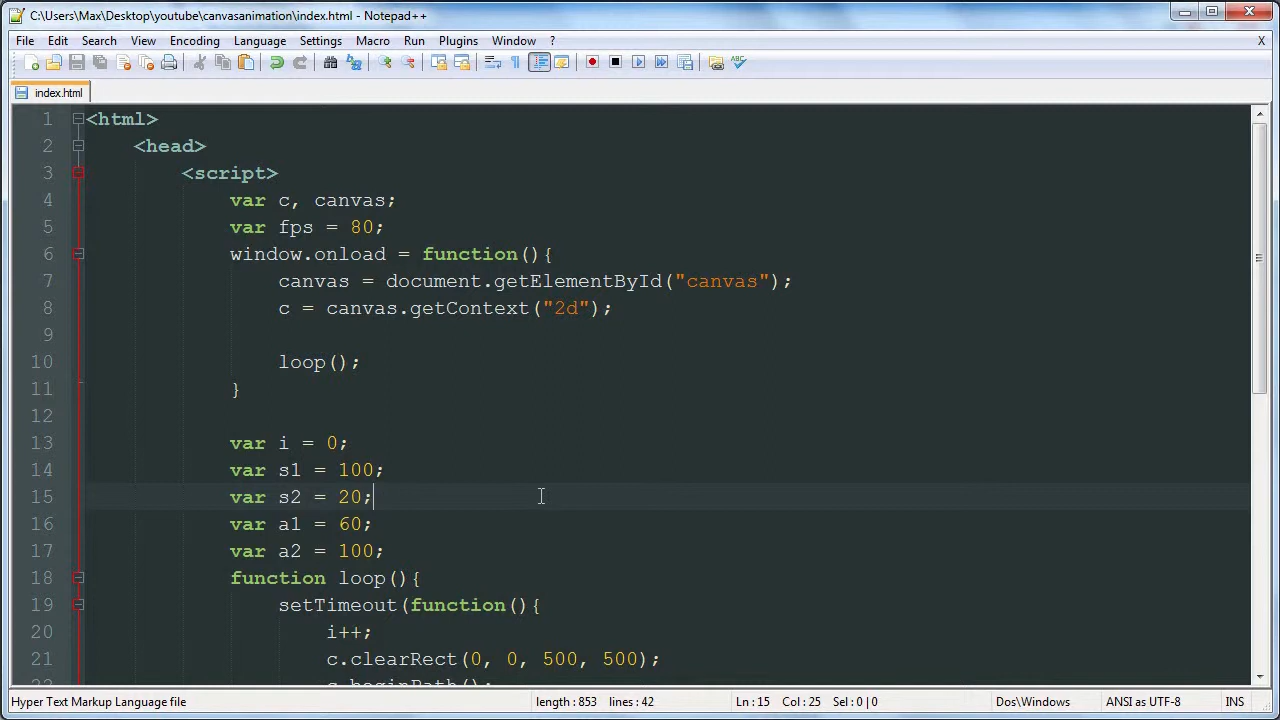 C:\Users\Max\Desktop\youtube\canvasanimation\index.html - Notepad++
File Edit Search View Encoding Language Settings Macro Run Plugins Window ? X
index.html
1 <html>
2 <head>
3 <script>
4 var c, canvas;
5 var fps = 80;
6 window.onload = function(){
7 canvas = document.getElementById("canvas");
8 c = canvas.getContext("2d");
9
10 loop();
11 }
12
13 var i = 0;
14 var s1 = 100;
15 var s2 = 20;
16 var a1 = 60;
17 var a2 = 100;
18 function loop(){
19 setTimeout(function(){
20 i++;
21 c.clearRect(0, 0, 500, 500);
c.beginPath();
Hyper Text Markup Language file length : 853 lines : 42 Ln : 15 Col : 25 Sel : 0 | 0 Dos\Windows ANSI as UTF-8 INS